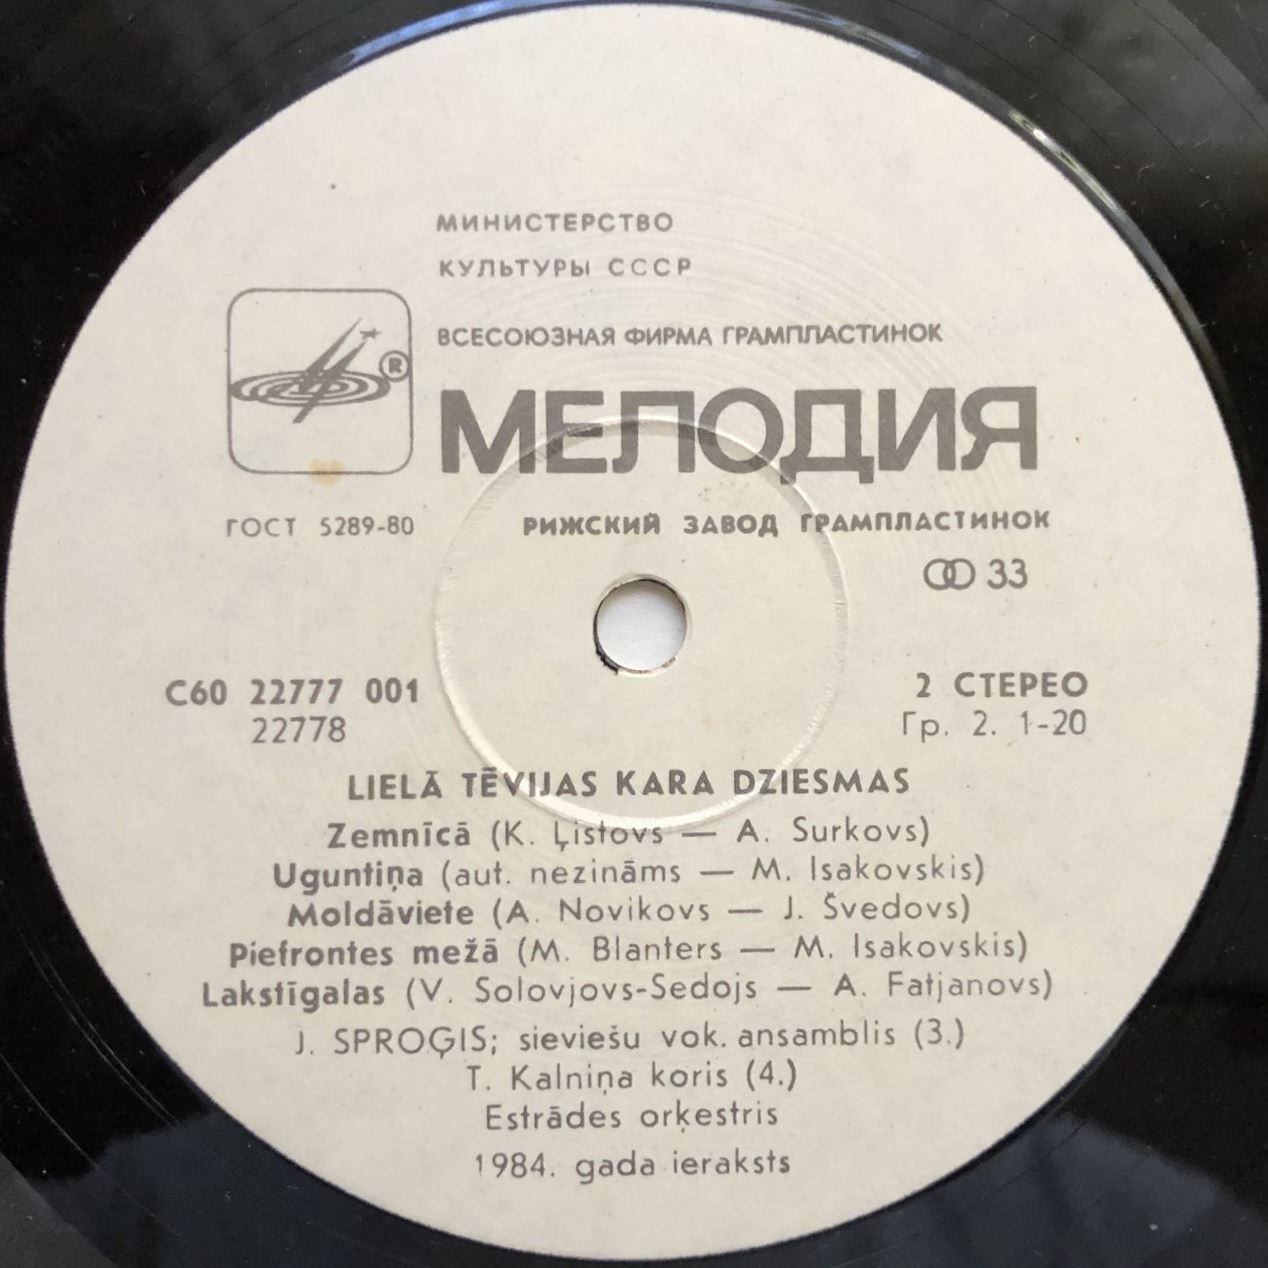 МИНИСТЕРСТВО
КУЛЬТУРЫ СССР
ВСЕСОЮЗНАЯ ФИРМА ГРАМПЛАСТИНОК
®
МЕЛОДИЯ
ГОСТ 5289-80
РИЖСКИЙ ЗАВОД ГРАМПЛАСТИНОК
33
С60 22777 001
22778
2 СТЕРЕО
Гр. 2. 1-20
LIELĀ TĒVIJAS KARA DZIESMAS
Zemnīcā (K. Ļistovs — A. Surkovs)
Uguntiņa (aut. nezināms — M. Isakovskis)
Moldāviete (A. Novikovs — J. Švedovs)
Piefrontes mežā (M. Blanters — M. Isakovskis)
Lakstīgalas (V. Solovjovs-Sedojs — A. Fatjanovs)
J. SPROĢIS; sieviešu vok. ansamblis (3.)
T. Kalniņa koris (4.)
Estrādes orķestris
1984. gada ieraksts